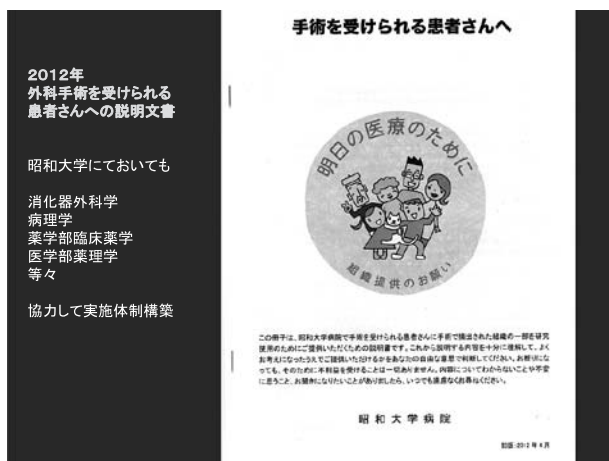 2012年
外科手術を受けられる
患者さんへの説明文書
昭和大学にておいても
消化器外科学
病理学
薬学部臨床薬学
医学部薬理学
等々
協力して実施体制構築
手術を受けられる患者さんへ
明日の医療のために
組織提供のお願い
この冊子は、昭和大学病院で手術を受けられる患者さんに手術で摘出された組織の一部を研究
使用のためにご提供いただくための説明書です。これから説明する内容を十分に理解して、よく
お考えになったうえでご提供いただけるかをあなたの自由な意思で判断してください。お断りにな
っても、そのために不利益を受けることは一切ありません。内容についてわからないことや不安
に思うこと、お聞きになりたいことがありましたら、いつでも遠慮なくお尋ねください。
昭和大学病院
初版:2012年4月